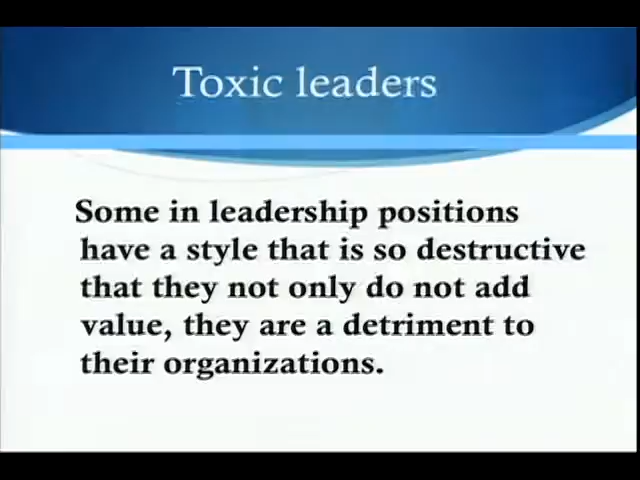 Toxic leaders
Some in leadership positions
have a style that is so destructive
that they not only do not add
value, they are a detriment to
their organizations.